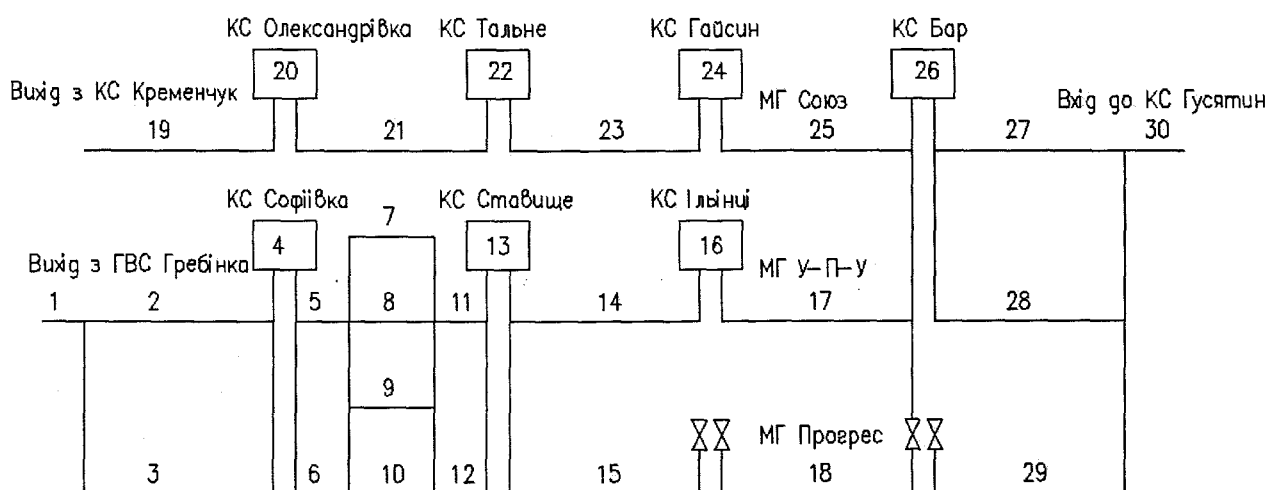 КС Олександрівка КС Тальне КС Гайсин КС Бар
20 22 24 26
Вихід з КС Кременчук МГ Союз Вхід до КС Гусятин
19 21 23 25 27 30
КС Софіївка 7 КС Ставище КС Іллінці
4 13 16
Вихід з ГВС Гребінка МГ У-П-У
1 2 5 8 11 14 17 28
9
МГ Прогрес
3 6 10 12 15 18 29